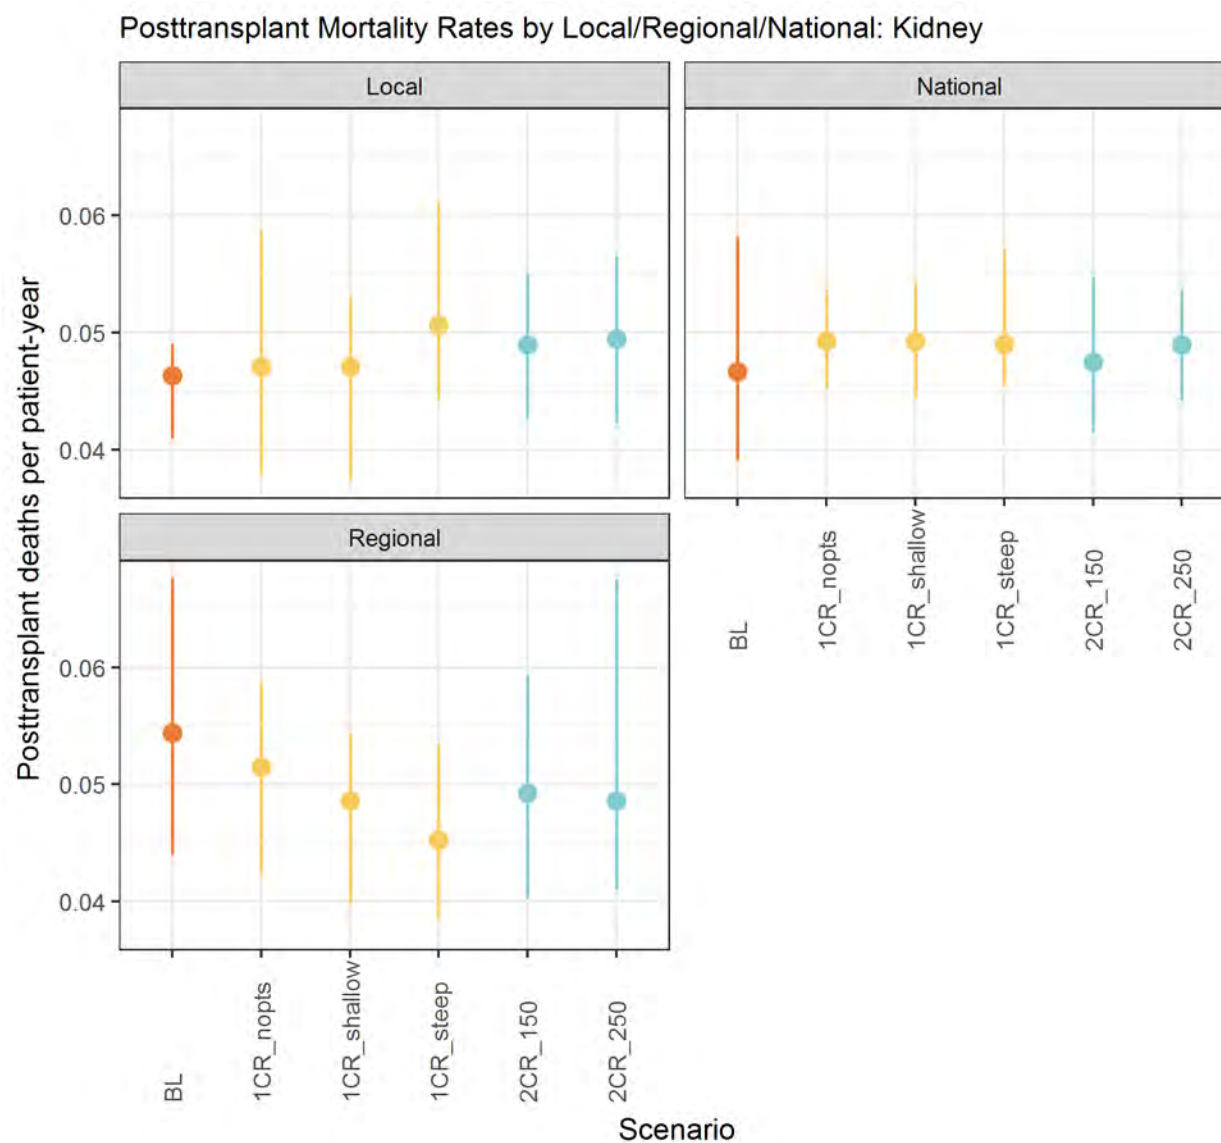 Posttransplant Mortality Rates by Local/Regional/National: Kidney
Local
National
Posttransplant deaths per patient-year
0.06
0.05
0.04
BL
1CR_nopts
1CR_shallow
1CR_steep
2CR_150
2CR_250
Regional
0.06
0.05
0.04
BL
1CR_nopts
1CR_shallow
1CR_steep
2CR_150
2CR_250
Scenario